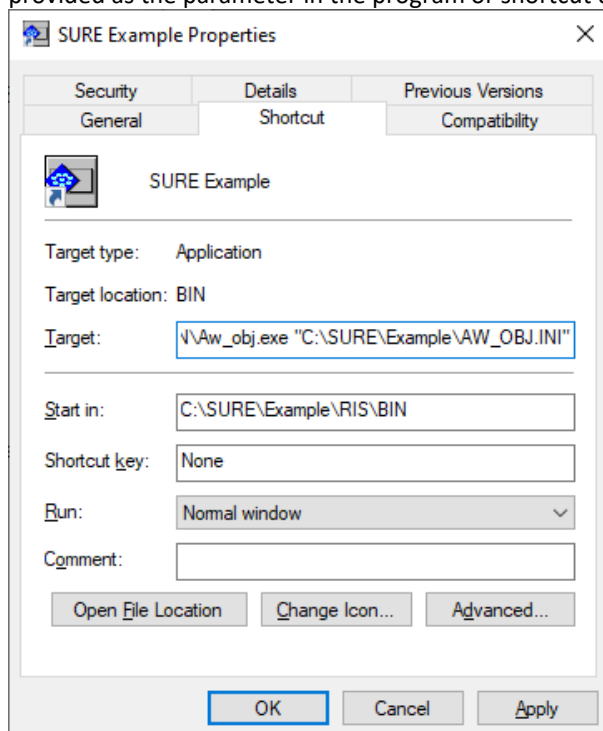 provided as the parameter in the program or shortcut
SURE Example Properties
Security Details Previous Versions
General Shortcut Compatibility
SURE Example
Target type: Application
Target location: BIN
Target: \Aw_obj.exe "C:\SURE\Example\AW_OBJ.INI"
Start in: C:\SURE\Example\RIS\BIN
Shortcut key: None
Run: Normal window
Comment:
Open File Location Change Icon... Advanced...
OK Cancel Apply